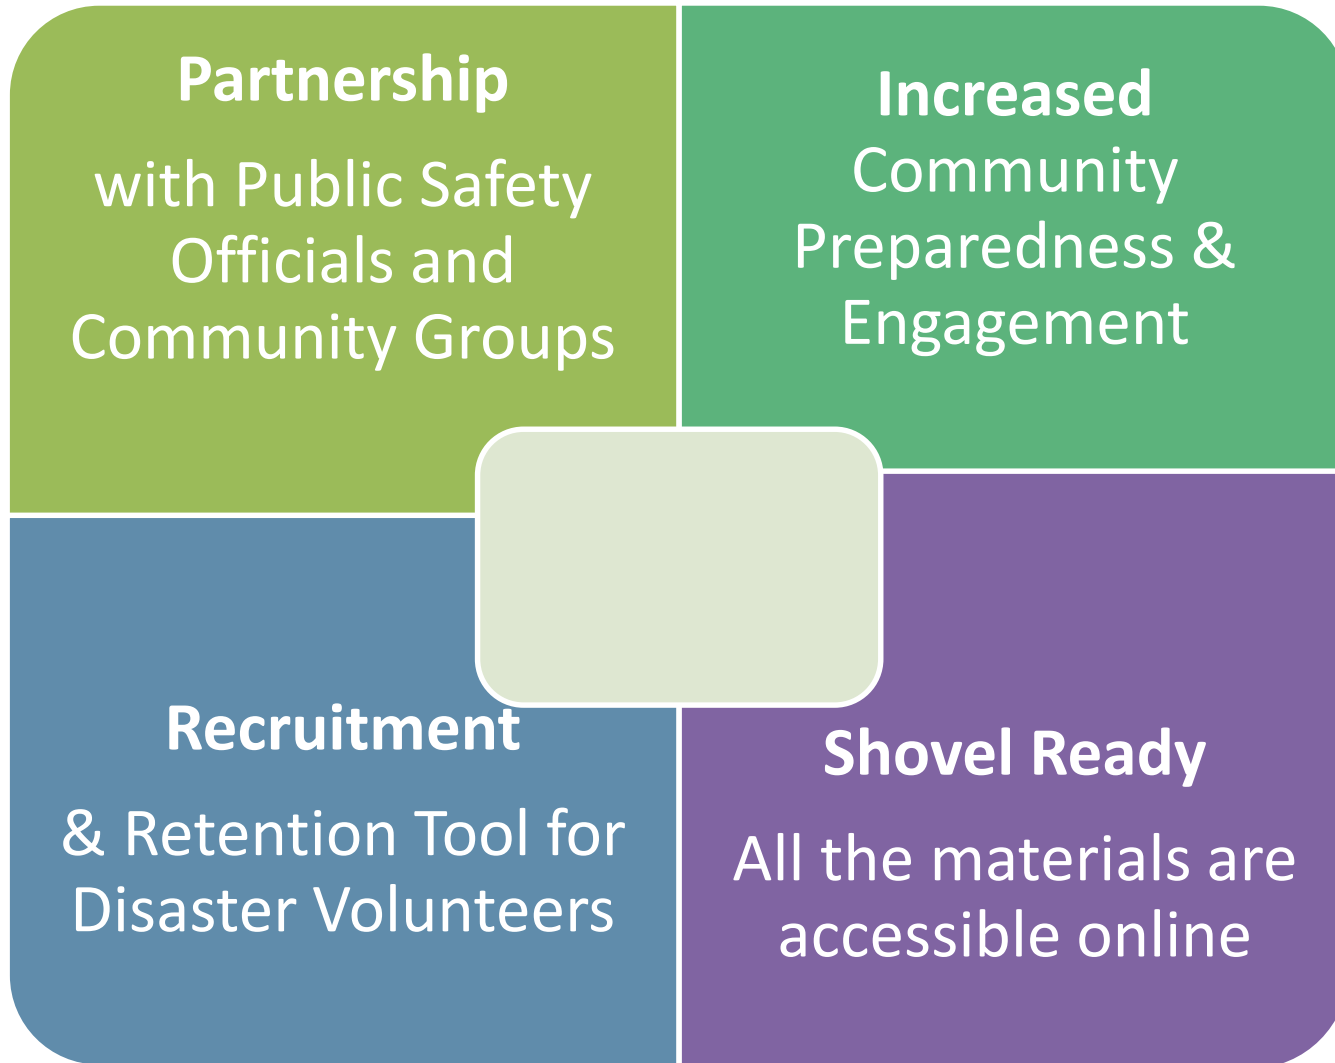 Partnership
with Public Safety
Officials and
Community Groups
Increased
Community
Preparedness &
Engagement
Recruitment
& Retention Tool for
Disaster Volunteers
Shovel Ready
All the materials are
accessible online